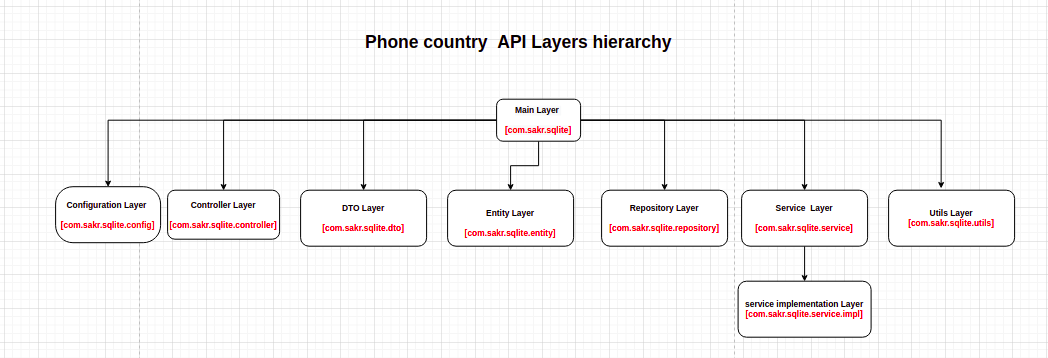 Phone country API Layers hierarchy
Main Layer
[com.sakr.sqlite]
Configuration Layer
[com.sakr.sqlite.config]
Controller Layer
[com.sakr.sqlite.controller]
DTO Layer
[com.sakr.sqlite.dto]
Entity Layer
[com.sakr.sqlite.entity]
Repository Layer
[com.sakr.sqlite.repository]
Service Layer
[com.sakr.sqlite.service]
Utils Layer
[com.sakr.sqlite.utils]
service implementation Layer
[com.sakr.sqlite.service.impl]